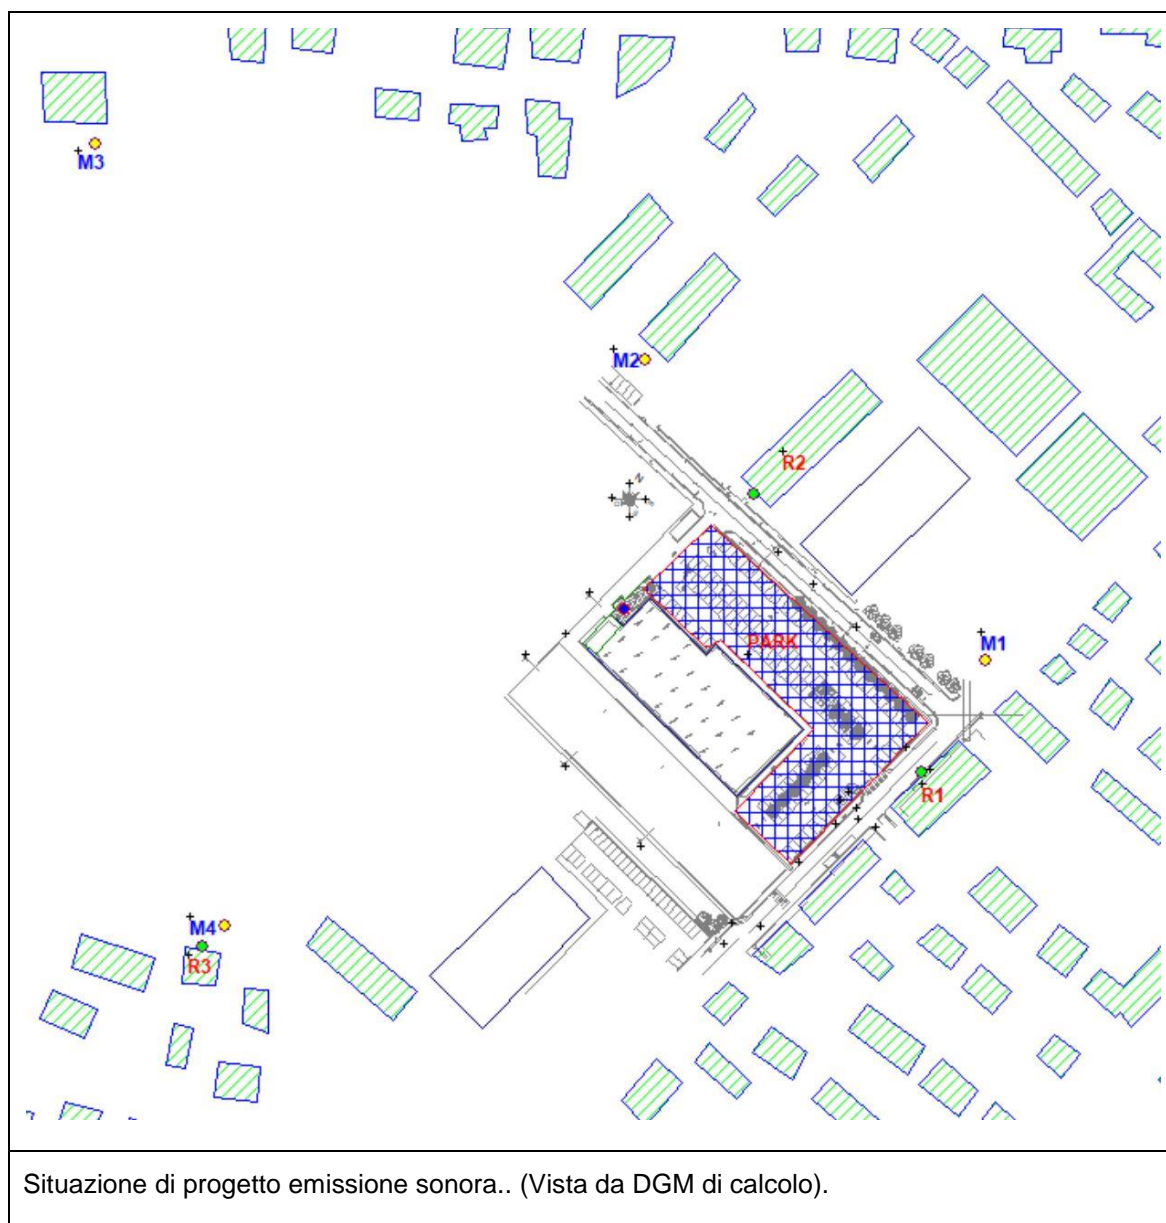 M3
M2
R2
N
M1
PARK
R1
M4
R3
Situazione di progetto emissione sonora.. (Vista da DGM di calcolo).